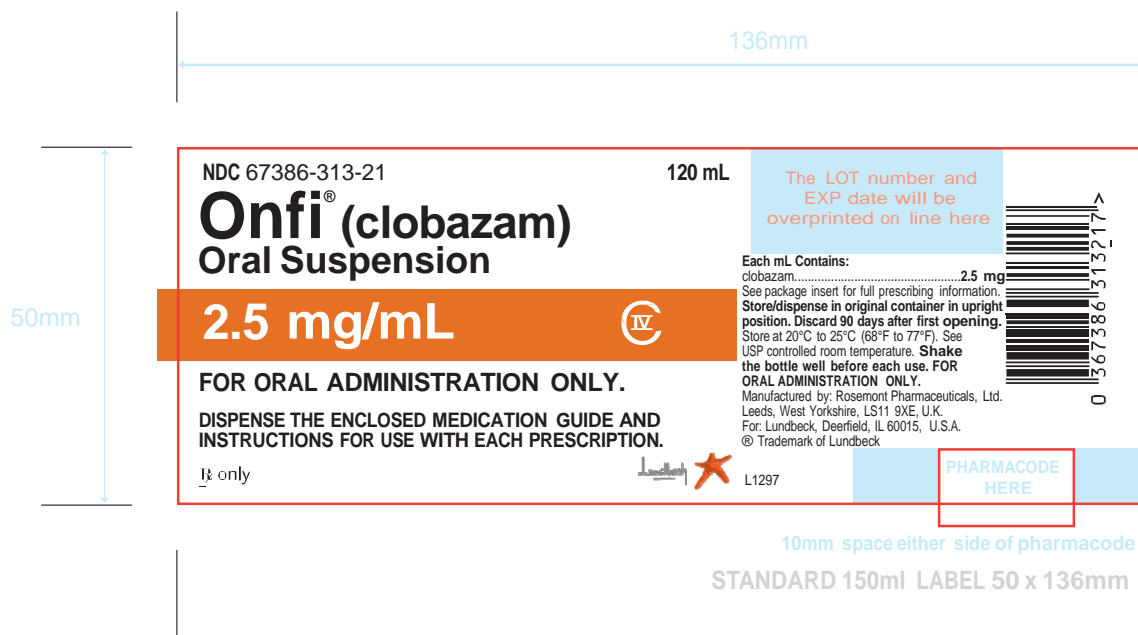 136mm
50mm
NDC 67386-313-21
120 mL
Onfi® (clobazam)
Oral Suspension
2.5 mg/mL
CIV
FOR ORAL ADMINISTRATION ONLY.
DISPENSE THE ENCLOSED MEDICATION GUIDE AND
INSTRUCTIONS FOR USE WITH EACH PRESCRIPTION.
℞ only
Lundbeck
The LOT number and
EXP date will be
overprinted on line here
Each mL Contains:
clobazam...............................................2.5 mg
See package insert for full prescribing information.
Store/dispense in original container in upright
position. Discard 90 days after first opening.
Store at 20°C to 25°C (68°F to 77°F). See
USP controlled room temperature. Shake
the bottle well before each use. FOR
ORAL ADMINISTRATION ONLY.
Manufactured by: Rosemont Pharmaceuticals, Ltd.
Leeds, West Yorkshire, LS11 9XE, U.K.
For: Lundbeck, Deerfield, IL 60015, U.S.A.
® Trademark of Lundbeck
L1297
0 367386 313217 >
PHARMACODE
HERE
10mm space either side of pharmacode
STANDARD 150ml LABEL 50 x 136mm